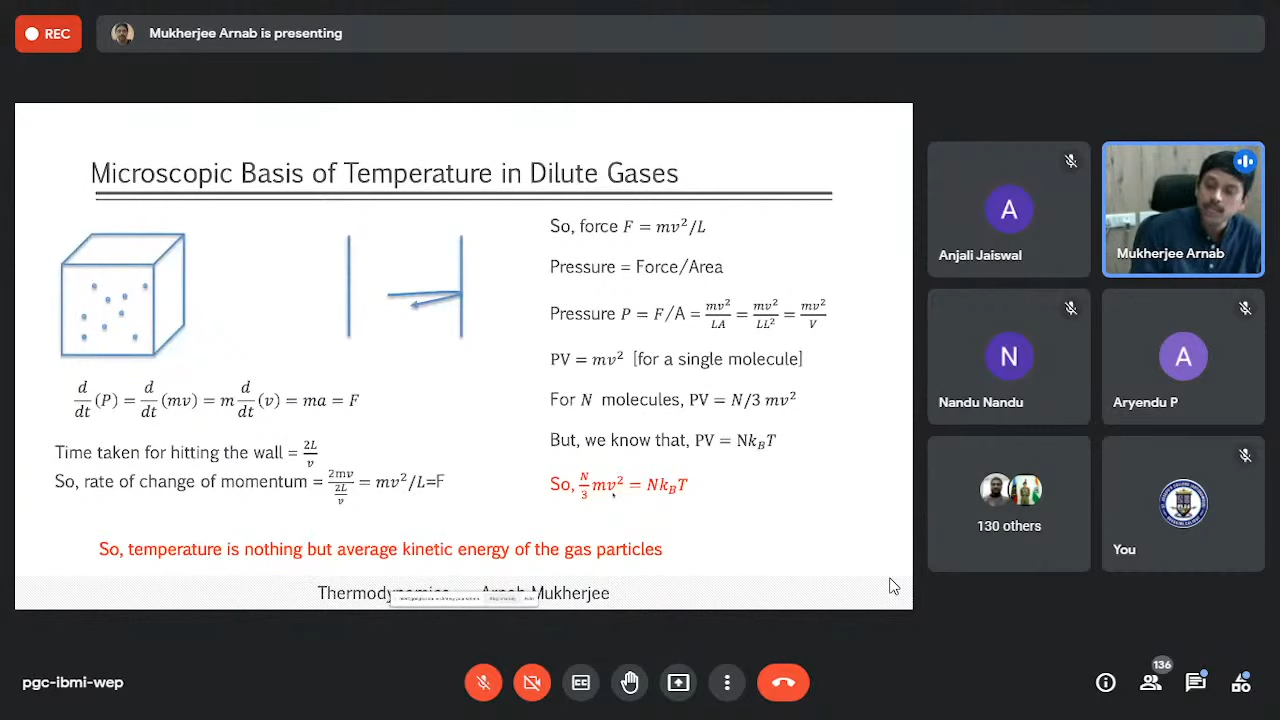 REC
Mukherjee Arnab is presenting
Microscopic Basis of Temperature in Dilute Gases
d/dt (P) = d/dt (mv) = m d/dt (v) = ma = F
Time taken for hitting the wall = 2L/v
So, rate of change of momentum = 2mv/(2L/v) = mv²/L=F
So, force F = mv²/L
Pressure = Force/Area
Pressure P = F/A = mv²/LA = mv²/LL² = mv²/V
PV = mv² [for a single molecule]
For N molecules, PV = N/3 mv²
But, we know that, PV = Nk_BT
So, N/3 mv² = Nk_BT
So, temperature is nothing but average kinetic energy of the gas particles
Arnab Mukherjee
A
Anjali Jaiswal
Mukherjee Arnab
N
Nandu Nandu
A
Aryendu P
130 others
You
pgc-ibmi-wep
CC
136